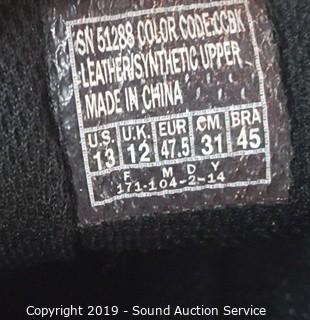 SN 51288 COLOR CODE:CCBK
LEATHER/SYNTHETIC UPPER
MADE IN CHINA
U.S. U.K. EUR CM BRA
13 12 47.5 31 45
F M D Y
171-104-2-14
Copyright 2019 - Sound Auction Service